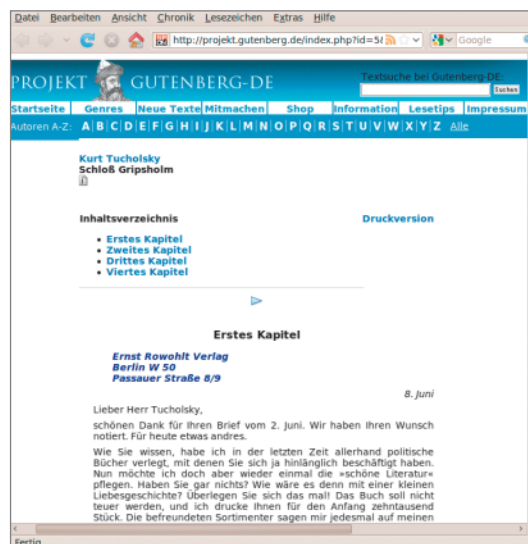 Datei Bearbeiten Ansicht Chronik Lesezeichen Extras Hilfe
http://projekt.gutenberg.de/index.php?id=5 Google
PROJEKT GUTENBERG-DE
Textsuche bei Gutenberg-DE:
Suchen
Startseite Genres Neue Texte Mitmachen Shop Information Lesetips Impressum
Autoren A-Z: A|B|C|D|E|F|G|H|I|J|K|L|M|N|O|P|Q|R|S|T|U|V|W|X|Y|Z Alle
Kurt Tucholsky
Schloß Gripsholm
Inhaltsverzeichnis Druckversion
• Erstes Kapitel
• Zweites Kapitel
• Drittes Kapitel
• Viertes Kapitel
Erstes Kapitel
Ernst Rowohlt Verlag
Berlin W 50
Passauer Straße 8/9
8. Juni
Lieber Herr Tucholsky,
schönen Dank für Ihren Brief vom 2. Juni. Wir haben Ihren Wunsch
notiert. Für heute etwas andres.
Wie Sie wissen, habe ich in der letzten Zeit allerhand politische
Bücher verlegt, mit denen Sie sich ja hinlänglich beschäftigt haben.
Nun möchte ich doch aber wieder einmal die »schöne Literatur«
pflegen. Haben Sie gar nichts? Wie wäre es denn mit einer kleinen
Liebesgeschichte? Überlegen Sie sich das mal! Das Buch soll nicht
teuer werden, und ich drucke Ihnen für den Anfang zehntausend
Stück. Die befreundeten Sortimenter sagen mir jedesmal auf meinen
Fertig